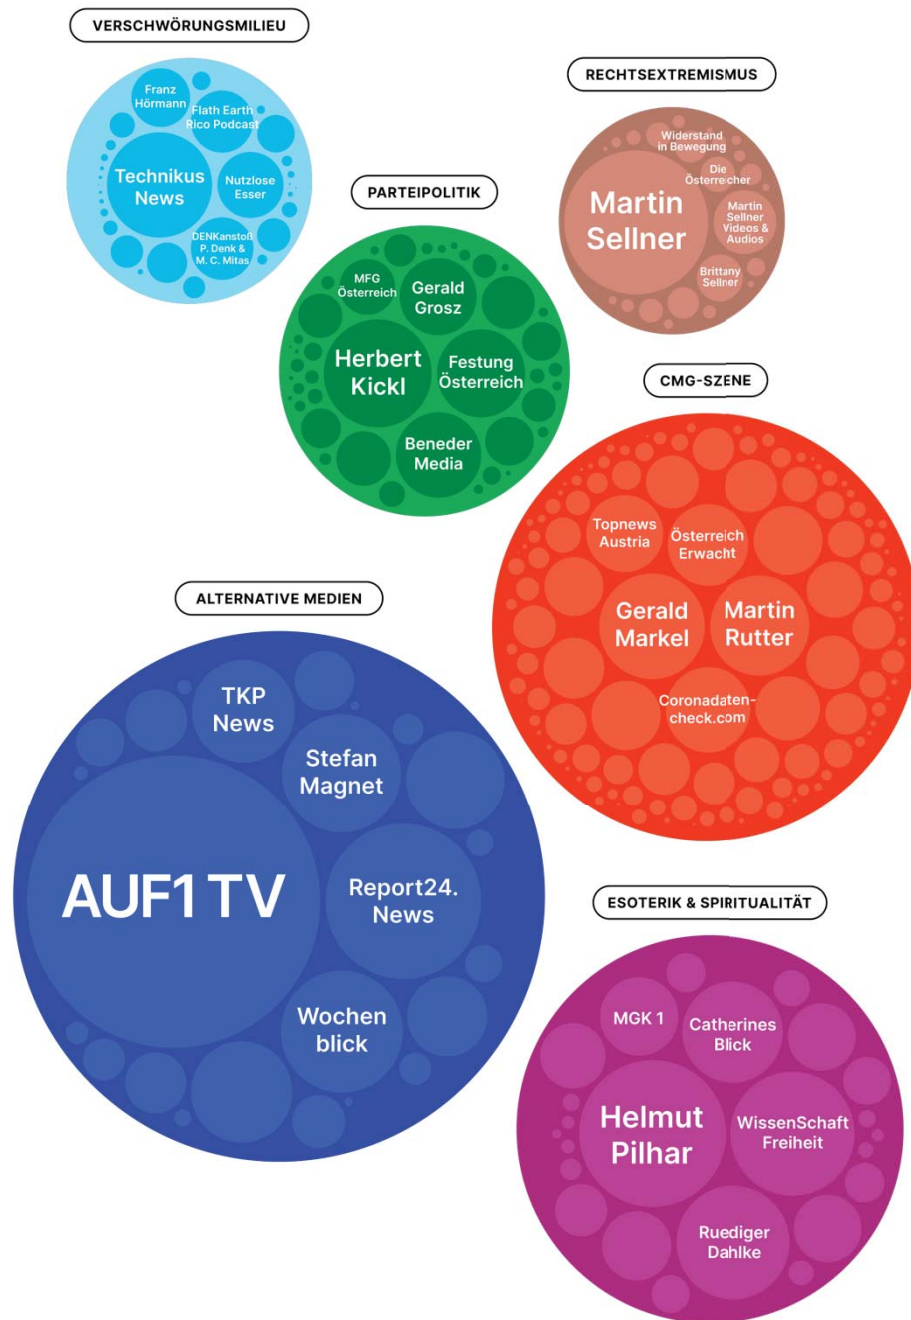 VERSCHWÖRUNGSMILIEU
Franz
Hörmann
Flath Earth
Rico Podcast
Technikus
News
Nutzlose
Esser
DENKanstoß
P. Denk &
M. C. Mitas
RECHTSEXTREMISMUS
Widerstand
in Bewegung
Die
Österreicher
Martin
Sellner
Martin
Sellner
Videos &
Audios
Brittany
Sellner
PARTEIPOLITIK
MFG
Österreich
Gerald
Grosz
Herbert
Kickl
Festung
Österreich
Beneder
Media
CMG-SZENE
Topnews
Austria
Österreich
Erwacht
Gerald
Markel
Martin
Rutter
Coronadaten-
check.com
ALTERNATIVE MEDIEN
TKP
News
Stefan
Magnet
AUF1 TV
Report24.
News
Wochen
blick
ESOTERIK & SPIRITUALITÄT
MGK 1
Catherines
Blick
Helmut
Pilhar
WissenSchaft
Freiheit
Ruediger
Dahlke